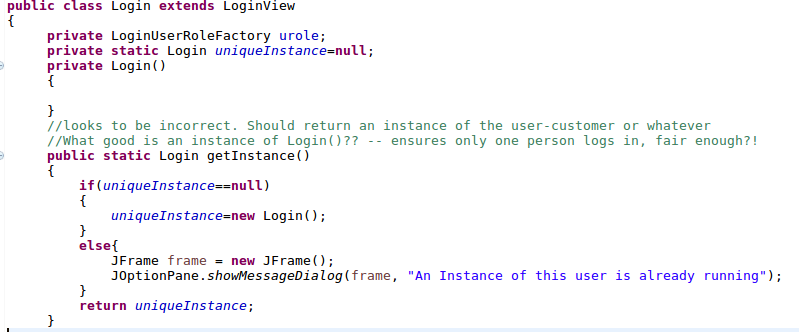 public class Login extends LoginView
{
private LoginUserRoleFactory urole;
private static Login uniqueInstance=null;
private Login()
{
}
//looks to be incorrect. Should return an instance of the user-customer or whatever
//What good is an instance of Login()?? -- ensures only one person logs in, fair enough?!
public static Login getInstance()
{
if(uniqueInstance==null)
{
uniqueInstance=new Login();
}
else{
JFrame frame = new JFrame();
JOptionPane.showMessageDialog(frame, "An Instance of this user is already running");
}
return uniqueInstance;
}